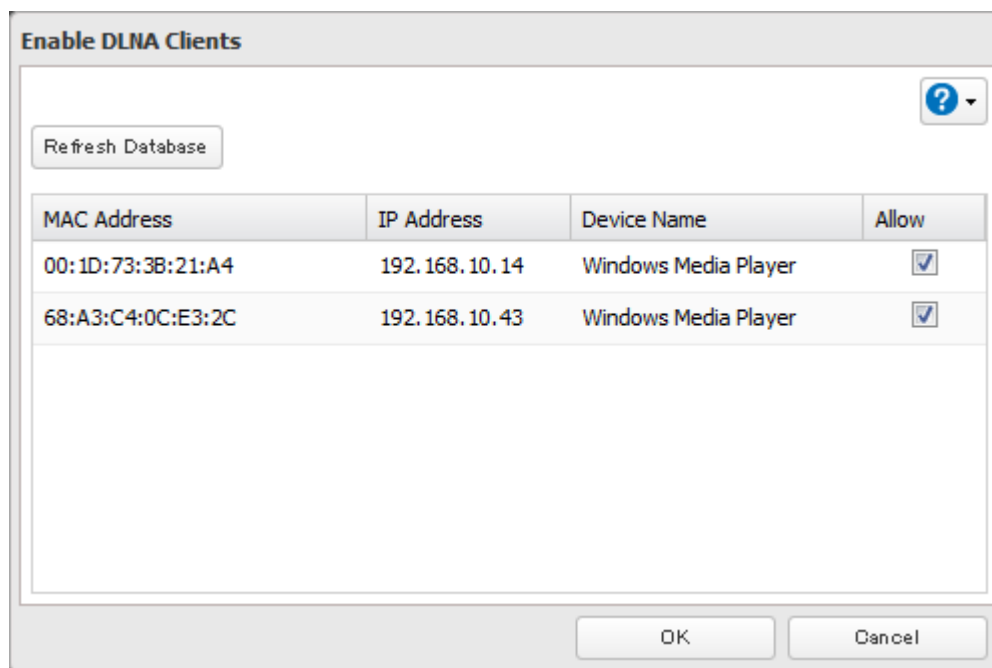 Enable DLNA Clients
?
Refresh Database
MAC Address IP Address Device Name Allow
00:1D:73:3B:21:A4 192.168.10.14 Windows Media Player
68:A3:C4:0C:E3:2C 192.168.10.43 Windows Media Player
OK Cancel